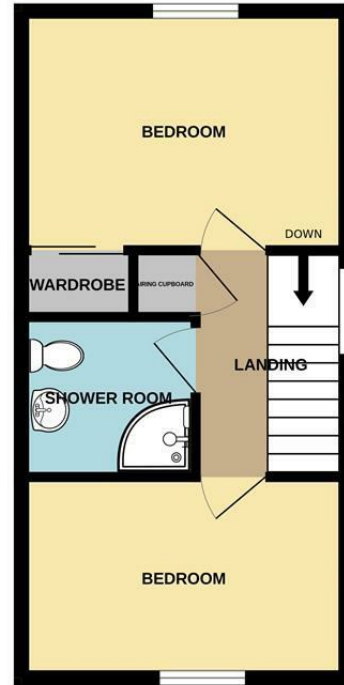 BEDROOM
DOWN
WARDROBE
AIRING CUPBOARD
LANDING
SHOWER ROOM
BEDROOM